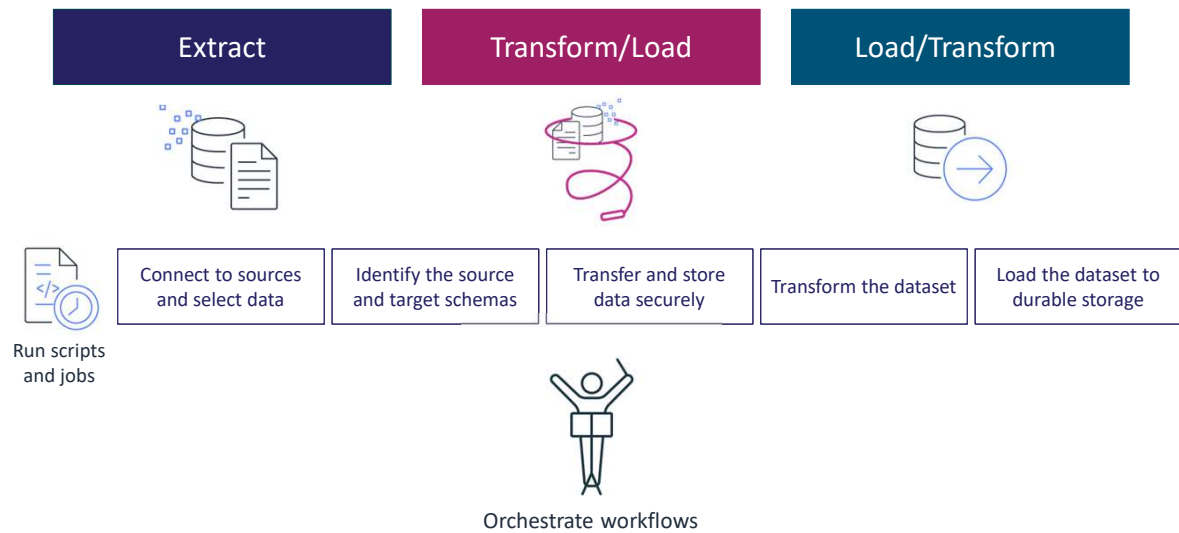 Extract
Transform/Load
Load/Transform
</>
Connect to sources
and select data
Identify the source
and target schemas
Transfer and store
data securely
Transform the dataset
Load the dataset to
durable storage
Run scripts
and jobs
Orchestrate workflows